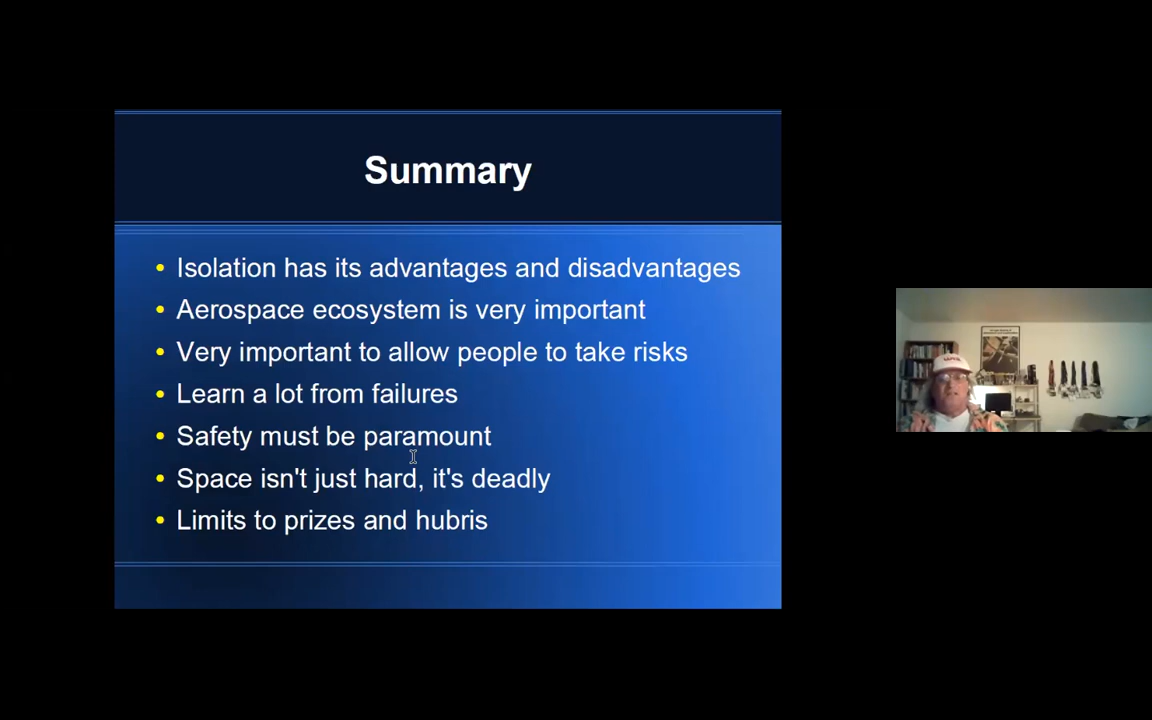 Summary
• Isolation has its advantages and disadvantages
• Aerospace ecosystem is very important
• Very important to allow people to take risks
• Learn a lot from failures
• Safety must be paramount
• Space isn't just hard, it's deadly
• Limits to prizes and hubris